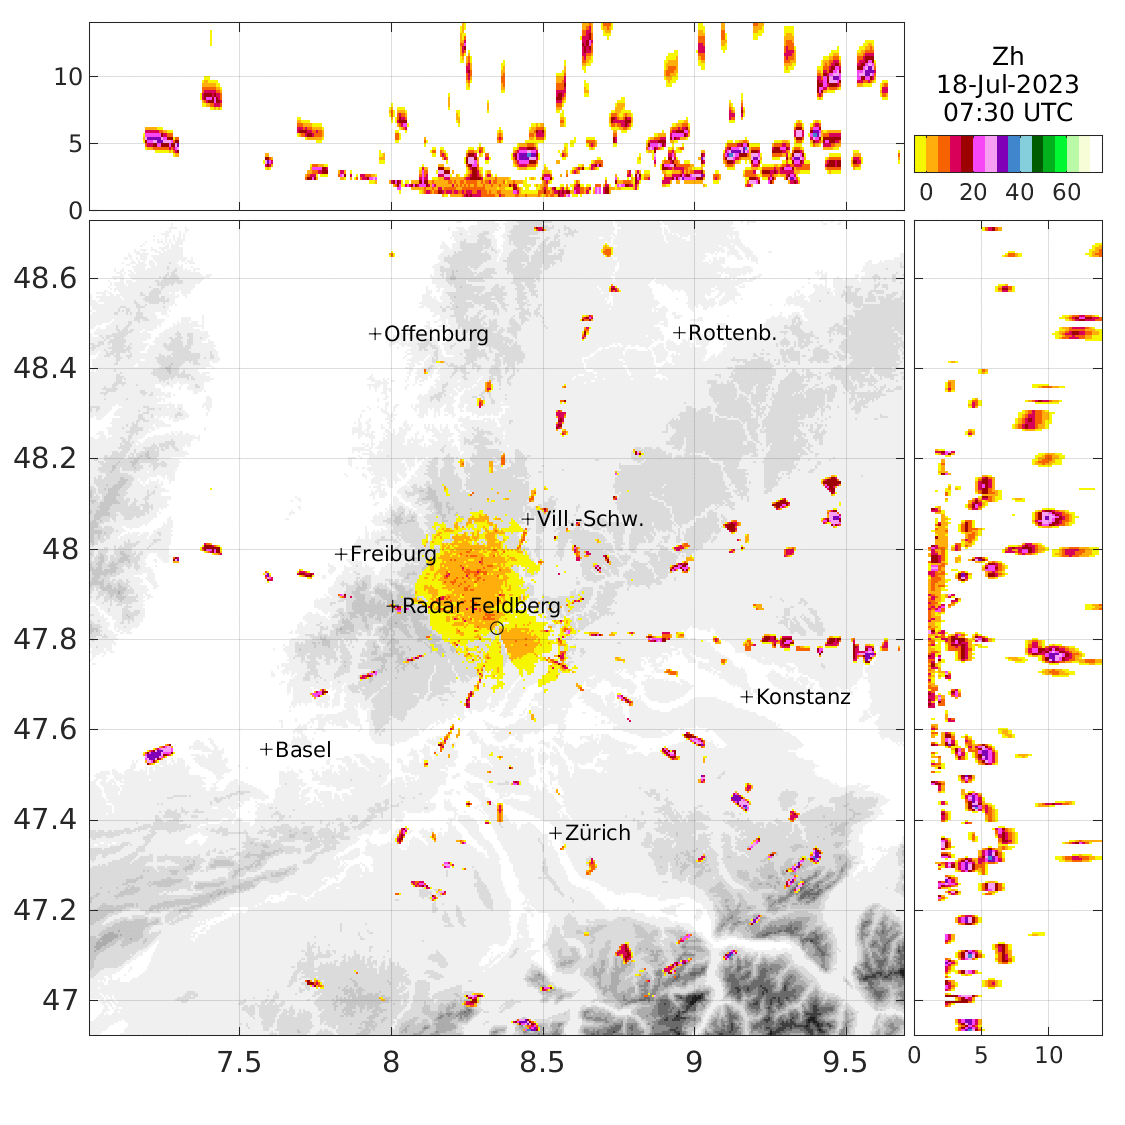 Zh
18-Jul-2023
07:30 UTC
0 20 40 60
10
5
0
48.6
48.4
48.2
48
47.8
47.6
47.4
47.2
47
+Offenburg
+Rottenb.
+Vill.-Schw.
+Freiburg
+Radar Feldberg
+Konstanz
+Basel
+Zürich
7.5 8 8.5 9 9.5
0 5 10